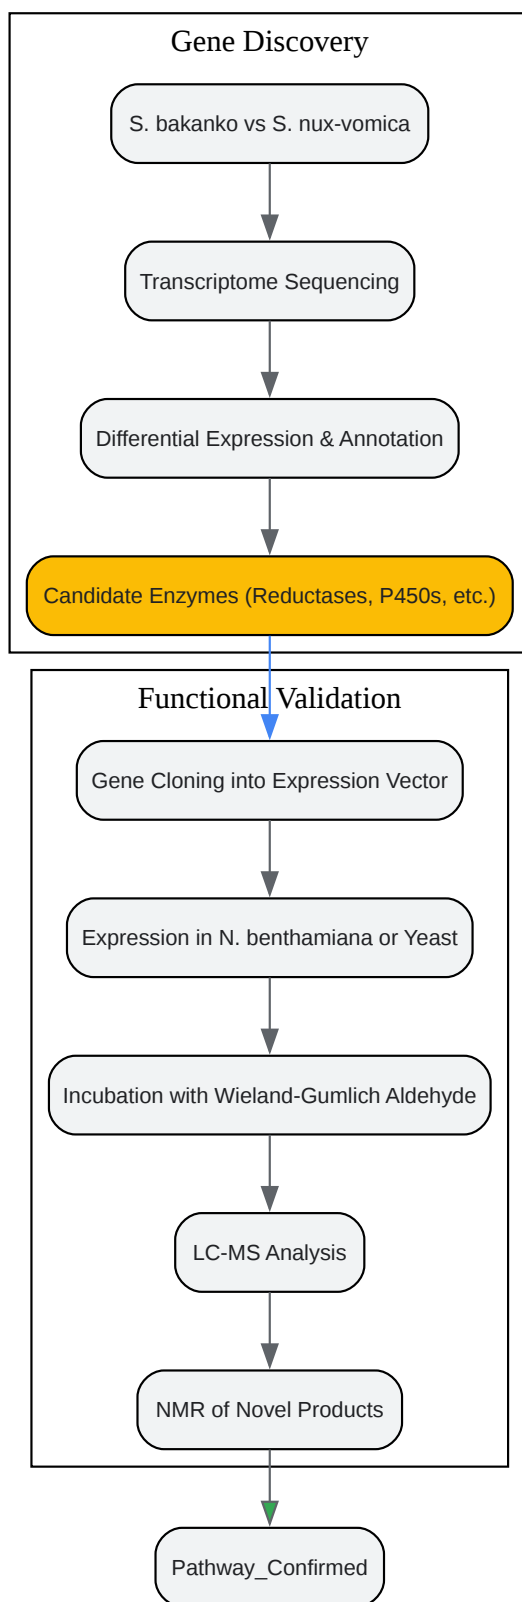 Gene Discovery
S. bakanko vs S. nux-vomica
Transcriptome Sequencing
Differential Expression & Annotation
Candidate Enzymes (Reductases, P450s, etc.)
Functional Validation
Gene Cloning into Expression Vector
Expression in N. benthamiana or Yeast
Incubation with Wieland-Gumlich Aldehyde
LC-MS Analysis
NMR of Novel Products
Pathway_Confirmed